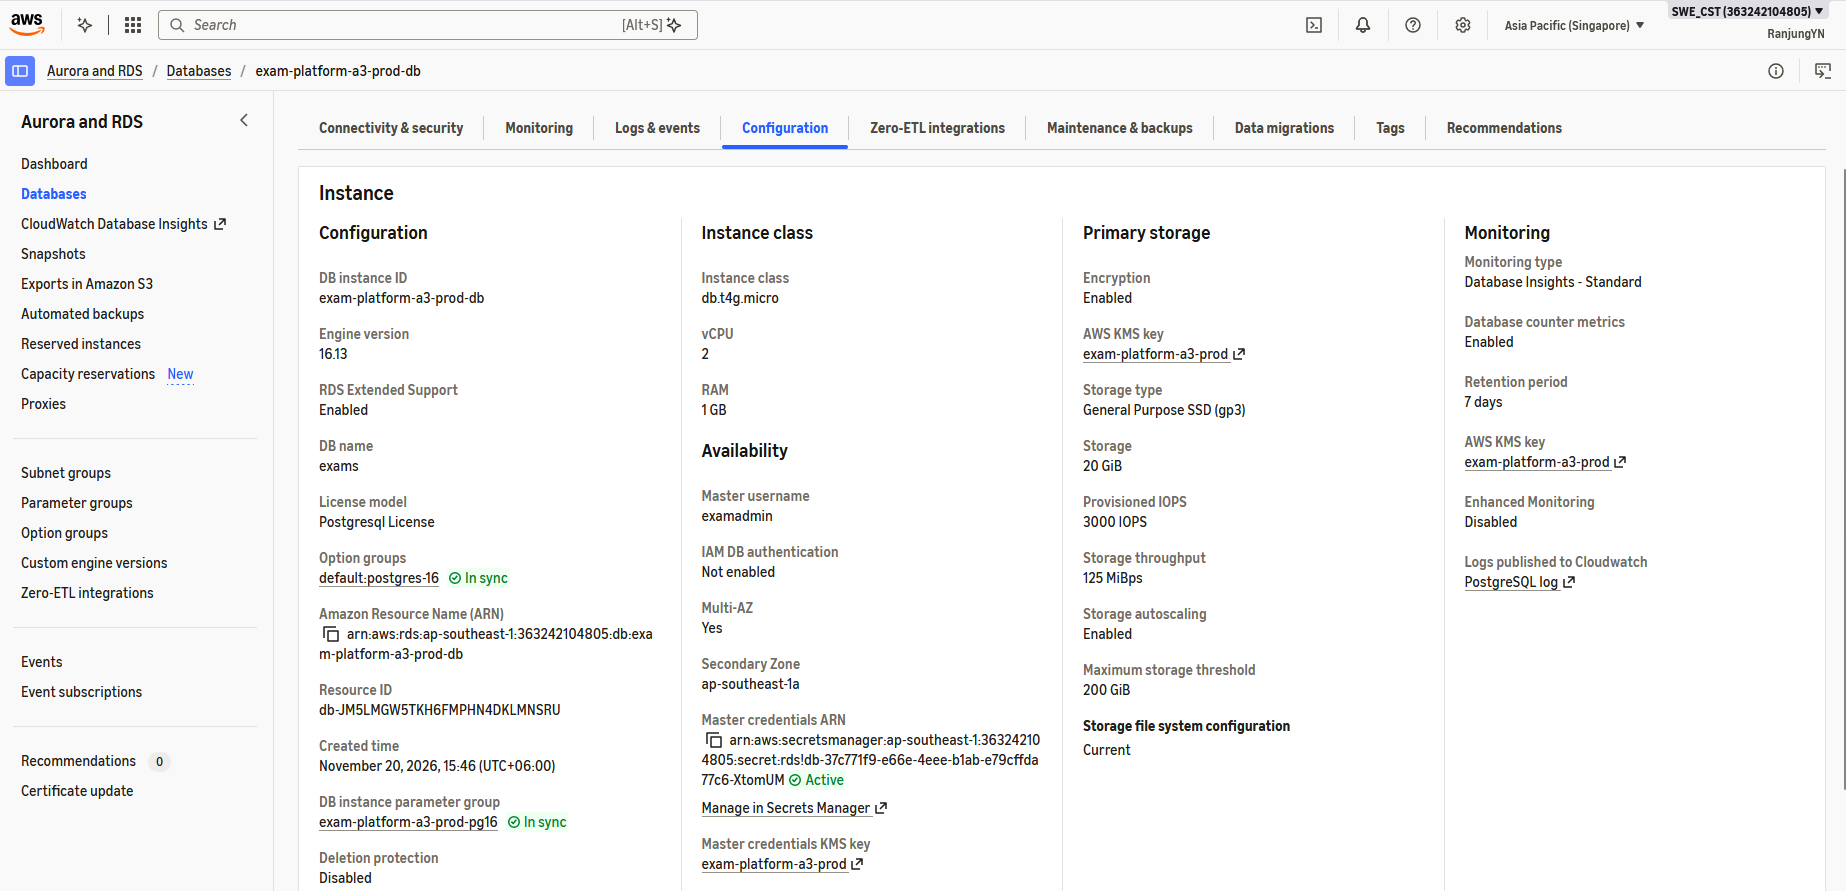 aws
Search
[Alt+S]
Asia Pacific (Singapore)
SWE_CST (363242104805)
RanjungYN
Aurora and RDS / Databases / exam-platform-a3-prod-db
Aurora and RDS
Dashboard
Databases
CloudWatch Database Insights
Snapshots
Exports in Amazon S3
Automated backups
Reserved instances
Capacity reservations New
Proxies
Subnet groups
Parameter groups
Option groups
Custom engine versions
Zero-ETL integrations
Events
Event subscriptions
Recommendations 0
Certificate update
Connectivity & security
Monitoring
Logs & events
Configuration
Zero-ETL integrations
Maintenance & backups
Data migrations
Tags
Recommendations
Instance
Configuration
DB instance ID
exam-platform-a3-prod-db
Engine version
16.13
RDS Extended Support
Enabled
DB name
exams
License model
Postgresql License
Option groups
default:postgres-16 In sync
Amazon Resource Name (ARN)
arn:aws:rds:ap-southeast-1:363242104805:db:exa
m-platform-a3-prod-db
Resource ID
db-JM5LMGW5TKH6FMPHN4DKLMNSRU
Created time
November 20, 2026, 15:46 (UTC+06:00)
DB instance parameter group
exam-platform-a3-prod-pg16 In sync
Deletion protection
Disabled
Instance class
Instance class
db.t4g.micro
vCPU
2
RAM
1 GB
Availability
Master username
examadmin
IAM DB authentication
Not enabled
Multi-AZ
Yes
Secondary Zone
ap-southeast-1a
Master credentials ARN
arn:aws:secretsmanager:ap-southeast-1:36324210
4805:secret:rds!db-37c771f9-e66e-4eee-b1ab-e79cffda
77c6-XtomUM Active
Manage in Secrets Manager
Master credentials KMS key
exam-platform-a3-prod
Primary storage
Encryption
Enabled
AWS KMS key
exam-platform-a3-prod
Storage type
General Purpose SSD (gp3)
Storage
20 GiB
Provisioned IOPS
3000 IOPS
Storage throughput
125 MiBps
Storage autoscaling
Enabled
Maximum storage threshold
200 GiB
Storage file system configuration
Current
Monitoring
Monitoring type
Database Insights - Standard
Database counter metrics
Enabled
Retention period
7 days
AWS KMS key
exam-platform-a3-prod
Enhanced Monitoring
Disabled
Logs published to Cloudwatch
PostgreSQL log